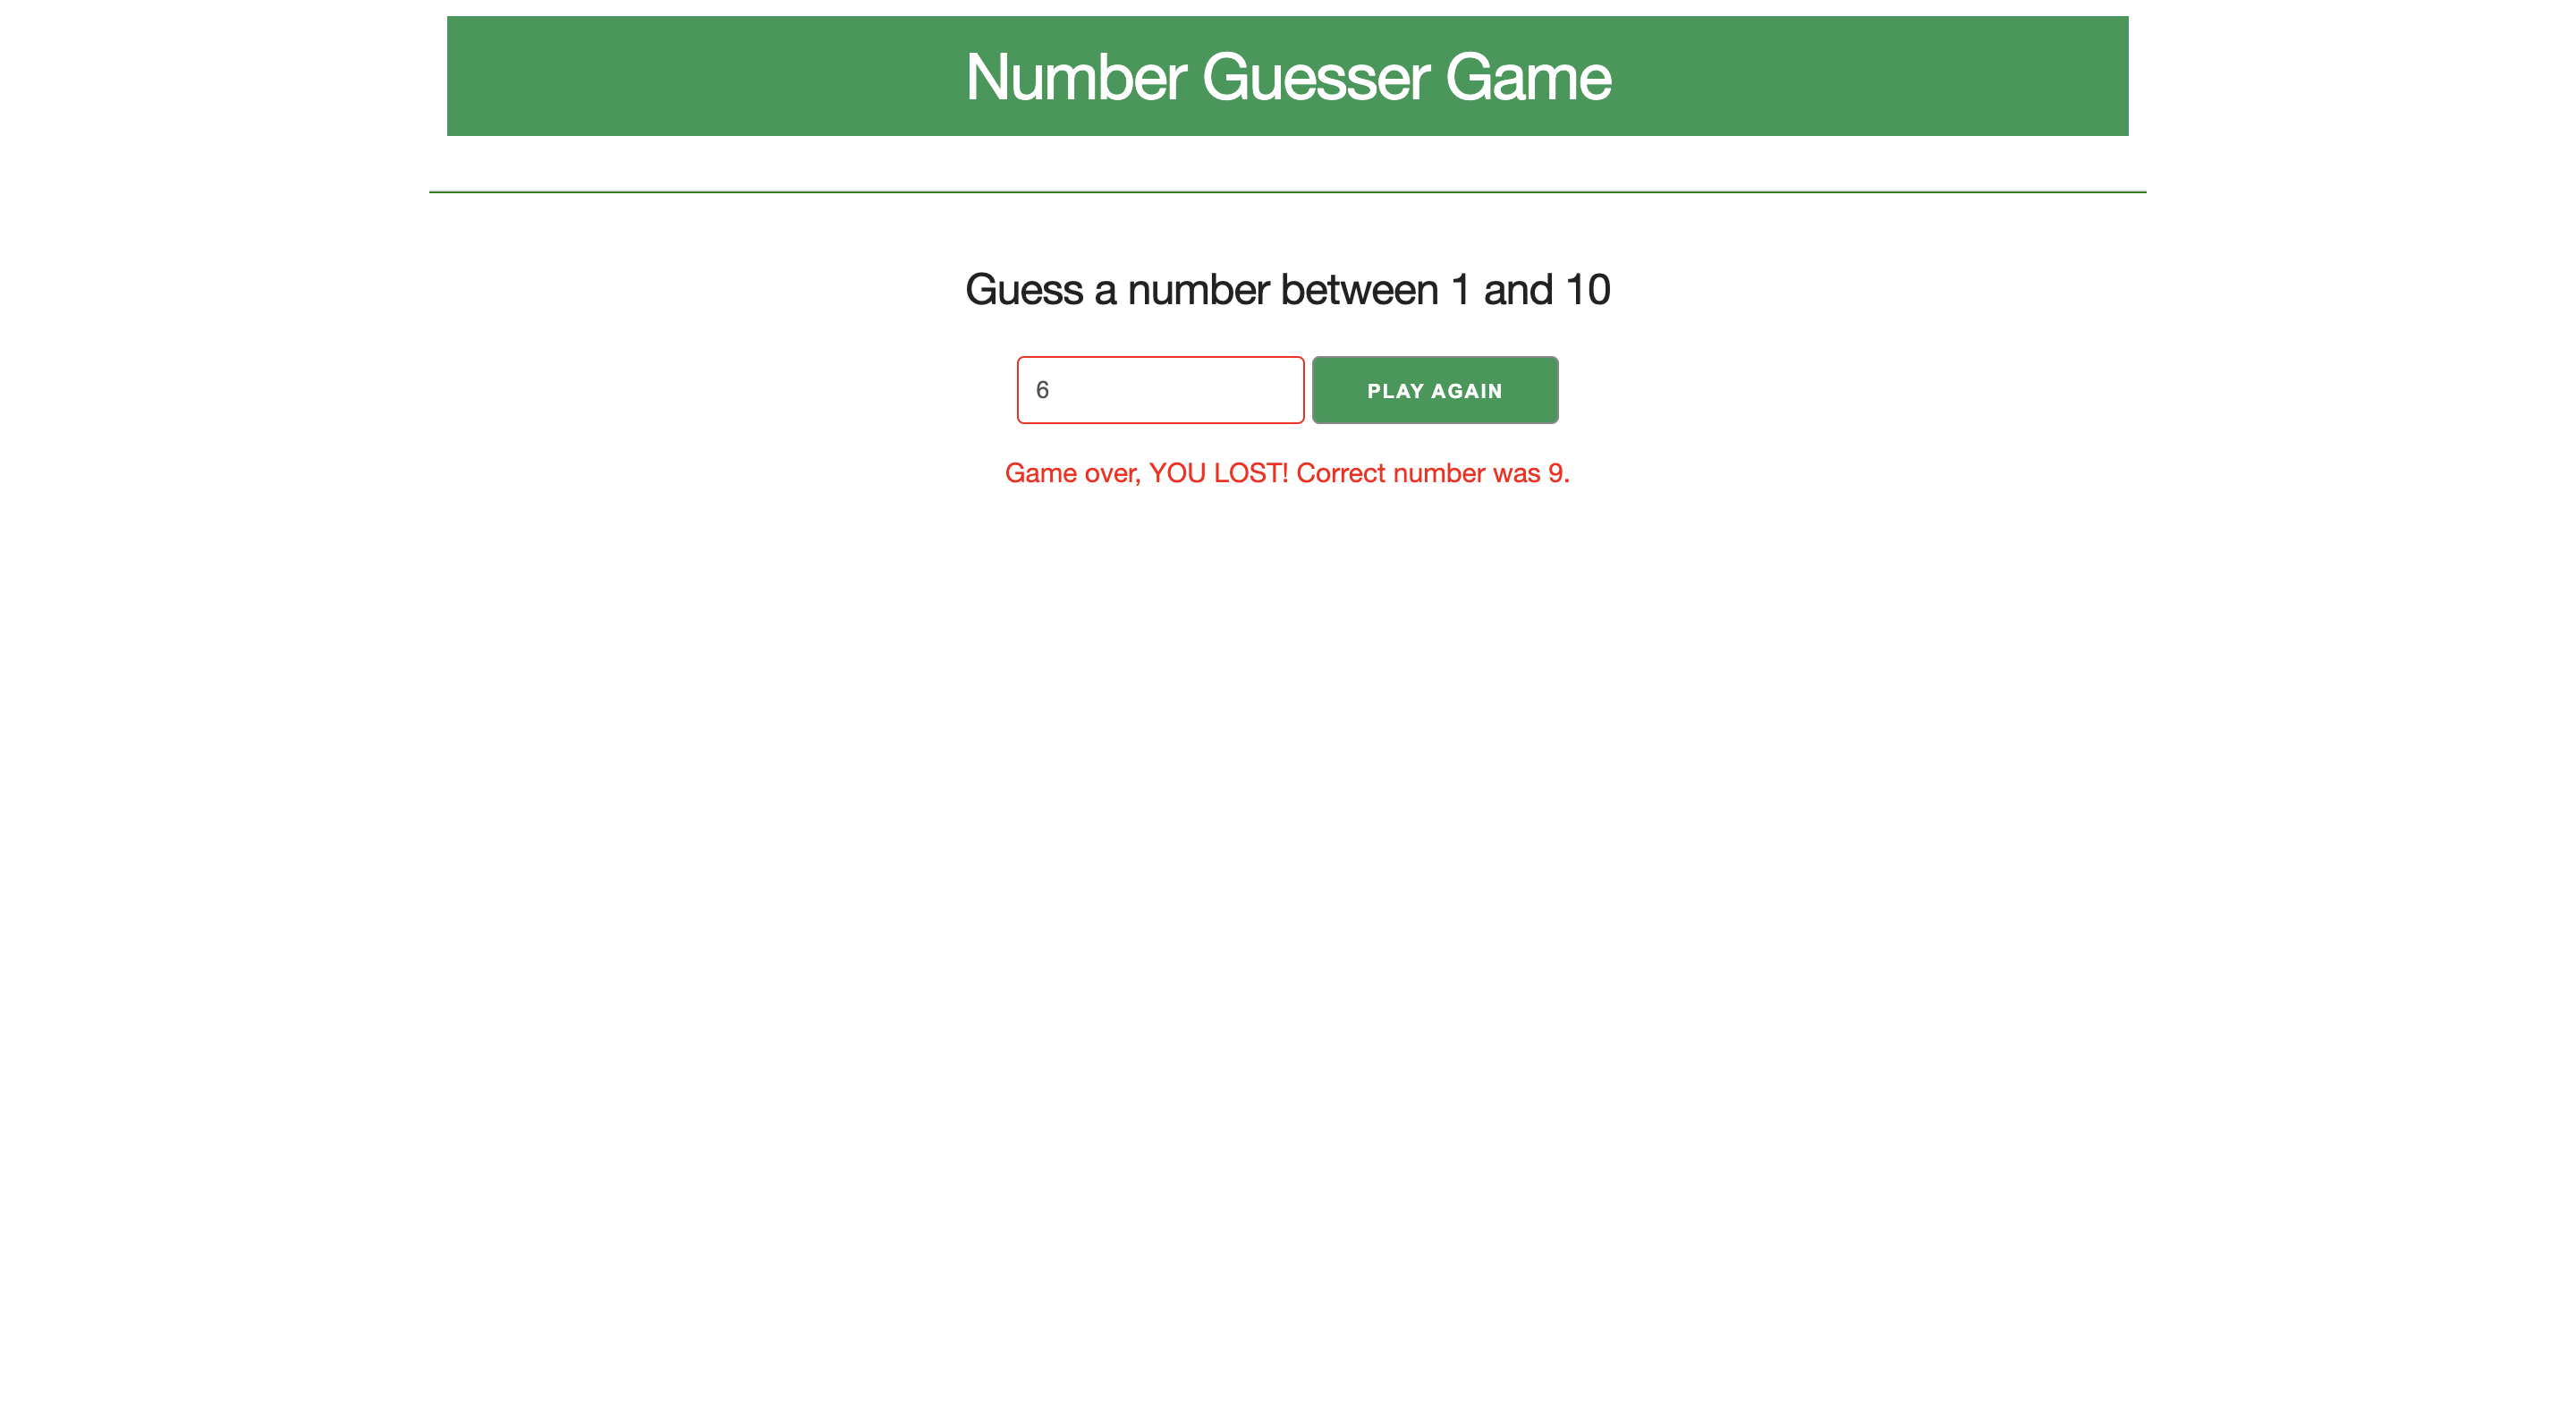 Number Guesser Game
Guess a number between 1 and 10
6
PLAY AGAIN
Game over, YOU LOST! Correct number was 9.